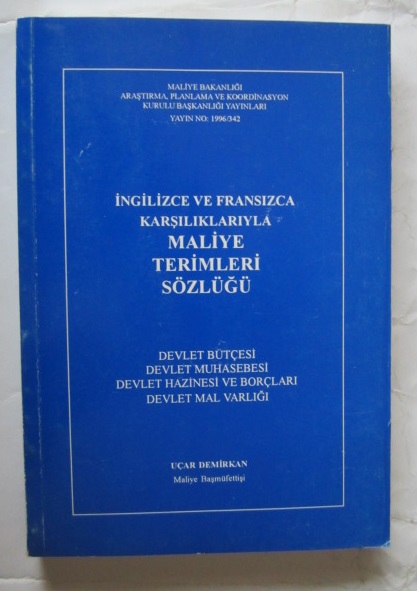 MALİYE BAKANLIĞI
ARAŞTIRMA, PLANLAMA VE KOORDİNASYON
KURULU BAŞKANLIĞI YAYINLARI
YAYIN NO: 1996/342
İNGİLİZCE VE FRANSIZCA
KARŞILIKLARIYLA
MALİYE
TERİMLERİ
SÖZLÜĞÜ
DEVLET BÜTÇESİ
DEVLET MUHASEBESİ
DEVLET HAZİNESİ VE BORÇLARI
DEVLET MAL VARLIĞI
UÇAR DEMİRKAN
Maliye Başmüfettişi